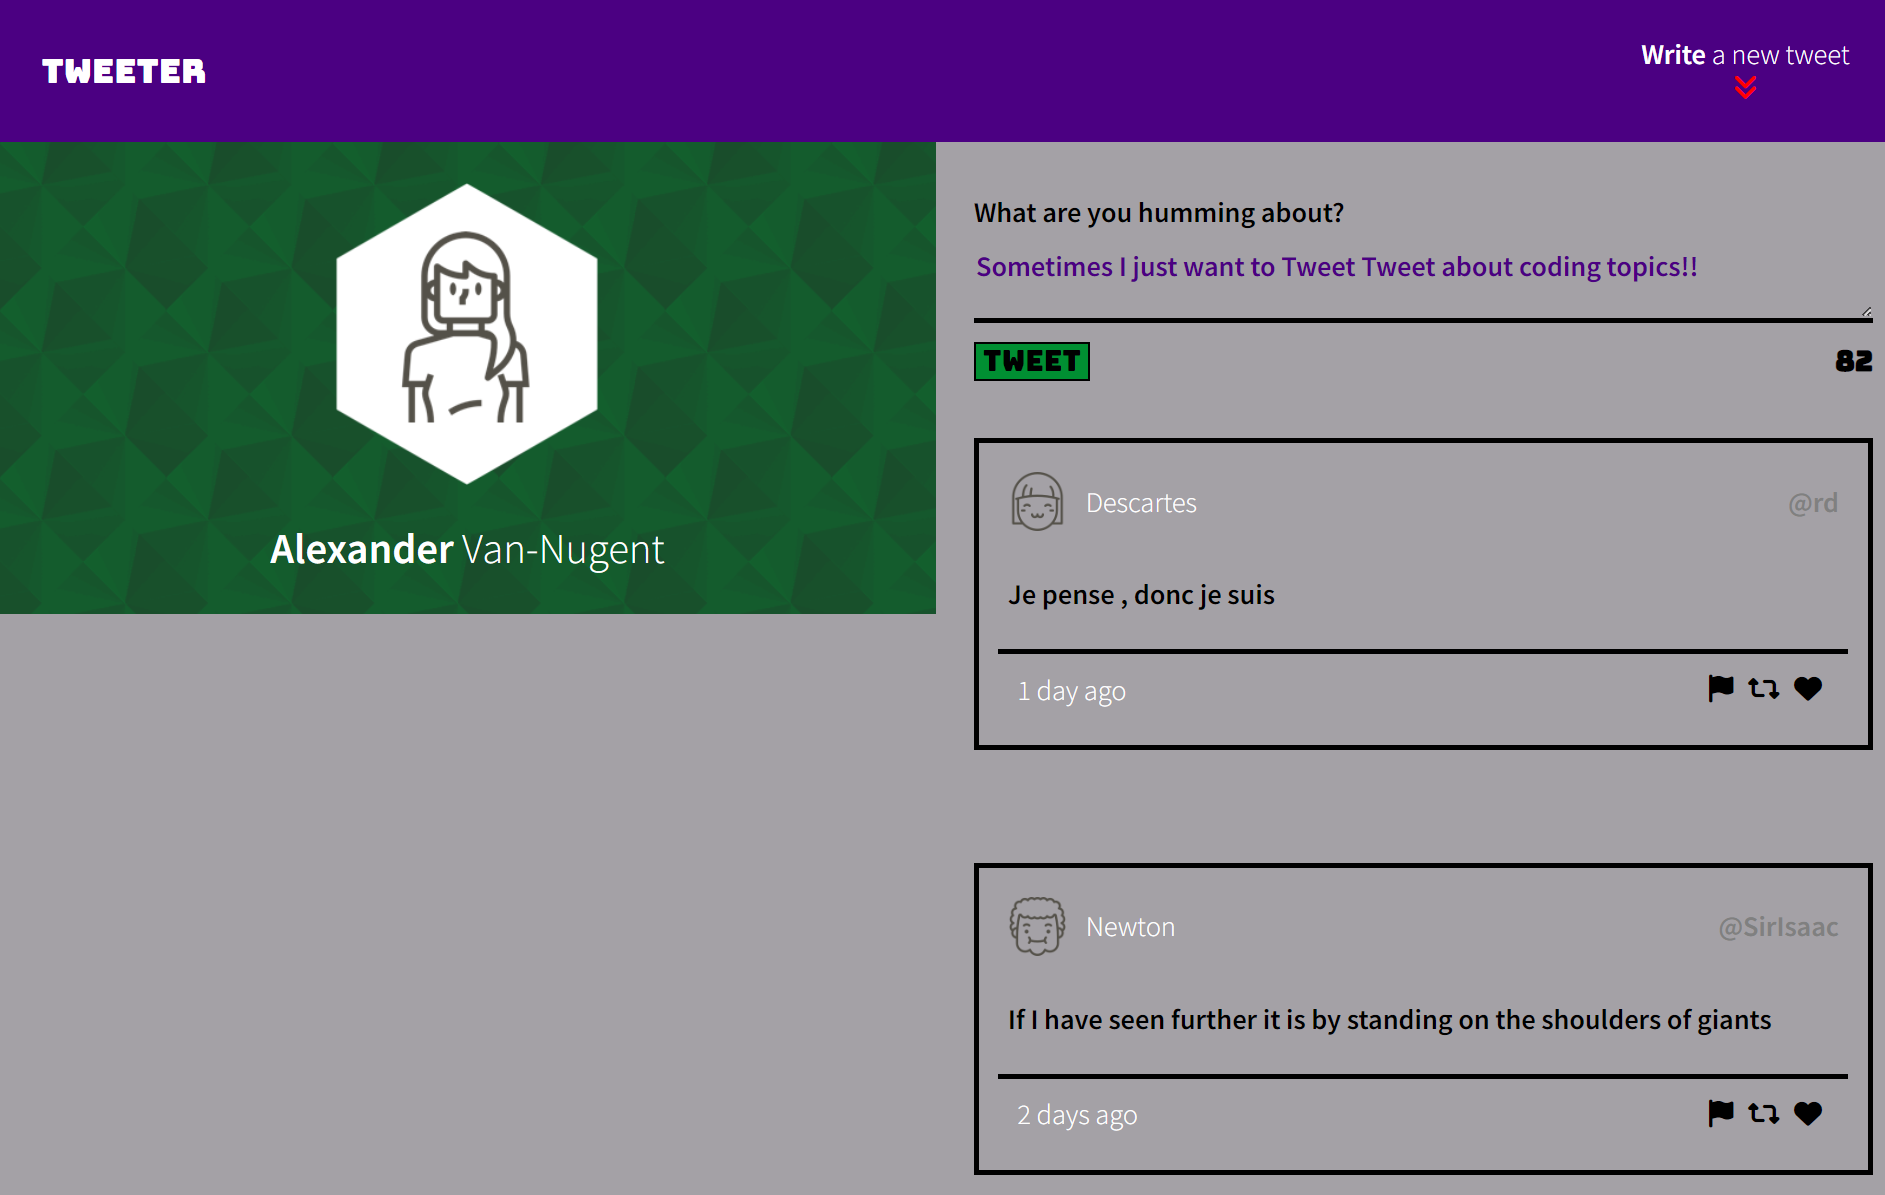 TWEETER
Write a new tweet
Alexander Van-Nugent
What are you humming about?
Sometimes I just want to Tweet Tweet about coding topics!!
TWEET
82
Descartes
@rd
Je pense , donc je suis
1 day ago
Newton
@SirIsaac
If I have seen further it is by standing on the shoulders of giants
2 days ago